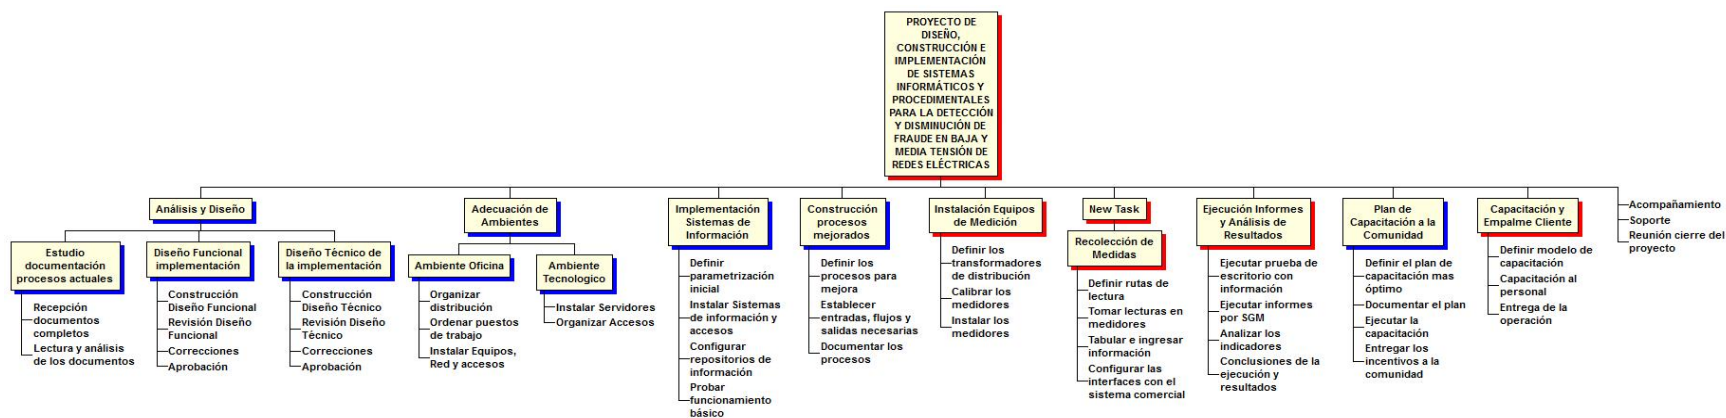 PROYECTO DE
DISEÑO,
CONSTRUCCIÓN E
IMPLEMENTACIÓN
DE SISTEMAS
INFORMÁTICOS Y
PROCEDIMENTALES
PARA LA DETECCIÓN
Y DISMINUCIÓN DE
FRAUDE EN BAJA Y
MEDIA TENSIÓN DE
REDES ELÉCTRICAS
Análisis y Diseño
Estudio
documentación
procesos actuales
Recepción
documentos
completos
Lectura y análisis
de los documentos
Diseño Funcional
implementación
Construcción
Diseño Funcional
Revisión Diseño
Funcional
Correcciones
Aprobación
Diseño Técnico de
la implementación
Construcción
Diseño Técnico
Revisión Diseño
Técnico
Correcciones
Aprobación
Adecuación de
Ambientes
Ambiente Oficina
Organizar
distribución
Ordenar puestos
de trabajo
Instalar Equipos,
Red y accesos
Ambiente
Tecnologico
Instalar Servidores
Organizar Accesos
Implementación
Sistemas de
Información
Definir
parametrización
inicial
Instalar Sistemas
de información y
accesos
Configurar
repositorios de
información
Probar
funcionamiento
básico
Construcción
procesos
mejorados
Definir los
procesos para
mejora
Establecer
entradas, flujos y
salidas necesarias
Documentar los
procesos
Instalación Equipos
de Medición
Definir los
transformadores
de distribución
Calibrar los
medidores
Instalar los
medidores
New Task
Recolección de
Medidas
Definir rutas de
lectura
Tomar lecturas en
medidores
Tabular e ingresar
información
Configurar las
interfaces con el
sistema comercial
Ejecución Informes
y Análisis de
Resultados
Ejecutar prueba de
escritorio con
información
Ejecutar informes
por SGM
Analizar los
indicadores
Conclusiones de la
ejecución y
resultados
Plan de
Capacitación a la
Comunidad
Definir el plan de
capacitación mas
óptimo
Documentar el plan
Ejecutar la
capacitación
Entregar los
incentivos a la
comunidad
Capacitación y
Empalme Cliente
Definir modelo de
capacitación
Capacitación al
personal
Entrega de la
operación
Acompañamiento
Soporte
Reunión cierre del
proyecto